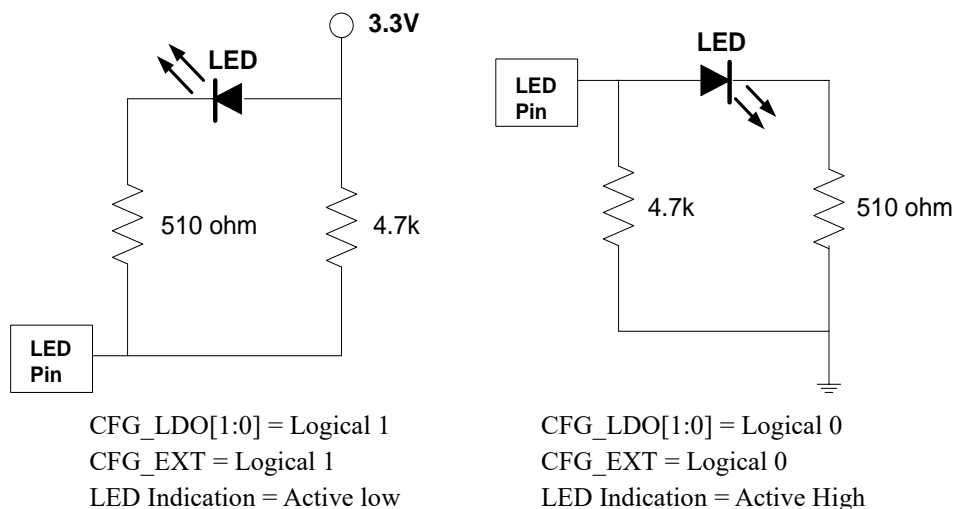 3.3V
LED
510 ohm
4.7k
LED
Pin
CFG_LDO[1:0] = Logical 1
CFG_EXT = Logical 1
LED Indication = Active low
LED
LED
Pin
4.7k
510 ohm
CFG_LDO[1:0] = Logical 0
CFG_EXT = Logical 0
LED Indication = Active High